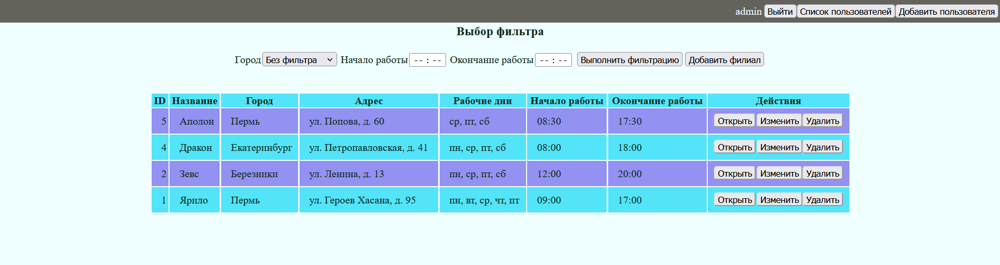 admin Выйти Список пользователей Добавить пользователя
Выбор фильтра
Город Без фильтра Начало работы -- : -- Окончание работы -- : -- Выполнить фильтрацию Добавить филиал
ID Название Город Адрес Рабочие дни Начало работы Окончание работы Действия
5 Аполон Пермь ул. Попова, д. 60 ср, пт, сб 08:30 17:30 Открыть Изменить Удалить
4 Дракон Екатеринбург ул. Петропавловская, д. 41 пн, ср, пт, сб 08:00 18:00 Открыть Изменить Удалить
2 Зевс Березники ул. Ленина, д. 13 пн, ср, пт, сб 12:00 20:00 Открыть Изменить Удалить
1 Ярило Пермь ул. Героев Хасана, д. 95 пн, вт, ср, чт, пт 09:00 17:00 Открыть Изменить Удалить